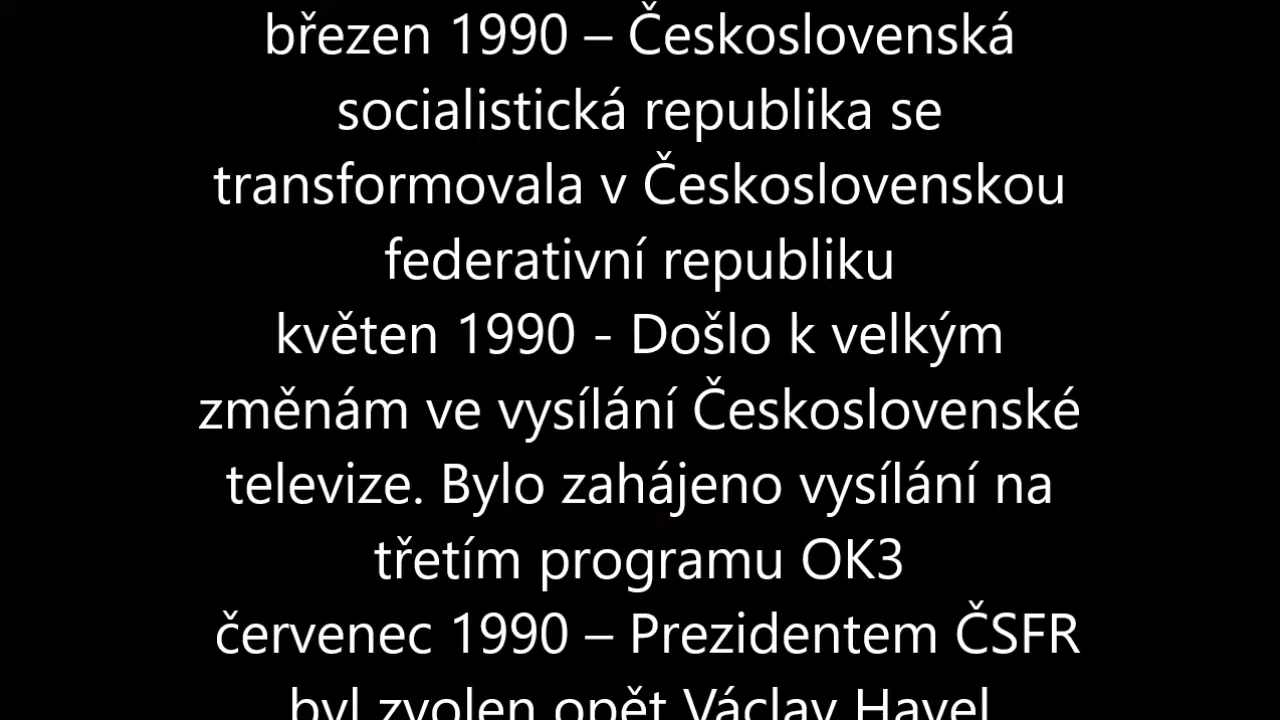 březen 1990 – Československá
socialistická republika se
transformovala v Československou
federativní republiku
květen 1990 - Došlo k velkým
změnám ve vysílání Československé
televize. Bylo zahájeno vysílání na
třetím programu OK3
červenec 1990 – Prezidentem ČSFR
byl zvolen opět Václav Havel